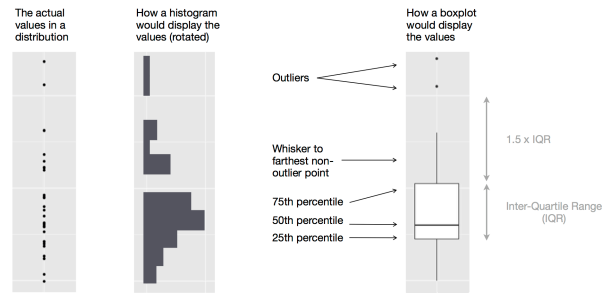 The actual
values in a
distribution
How a histogram
would display the
values (rotated)
How a boxplot
would display
the values
Outliers
1.5 x IQR
Whisker to
farthest non-
outlier point
75th percentile
50th percentile
25th percentile
Inter-Quartile Range
(IQR)